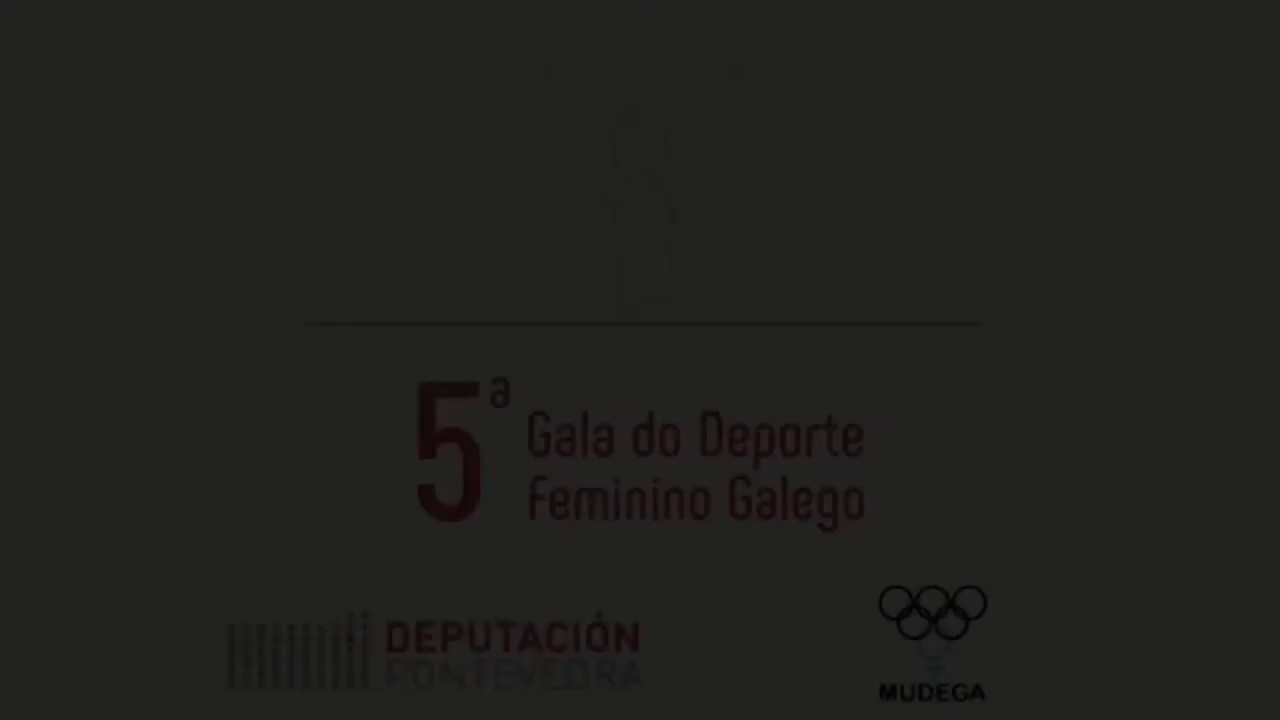 5ª Gala do Deporte
Feminino Galego
DEPUTACIÓN
PONTEVEDRA
MUDEGA